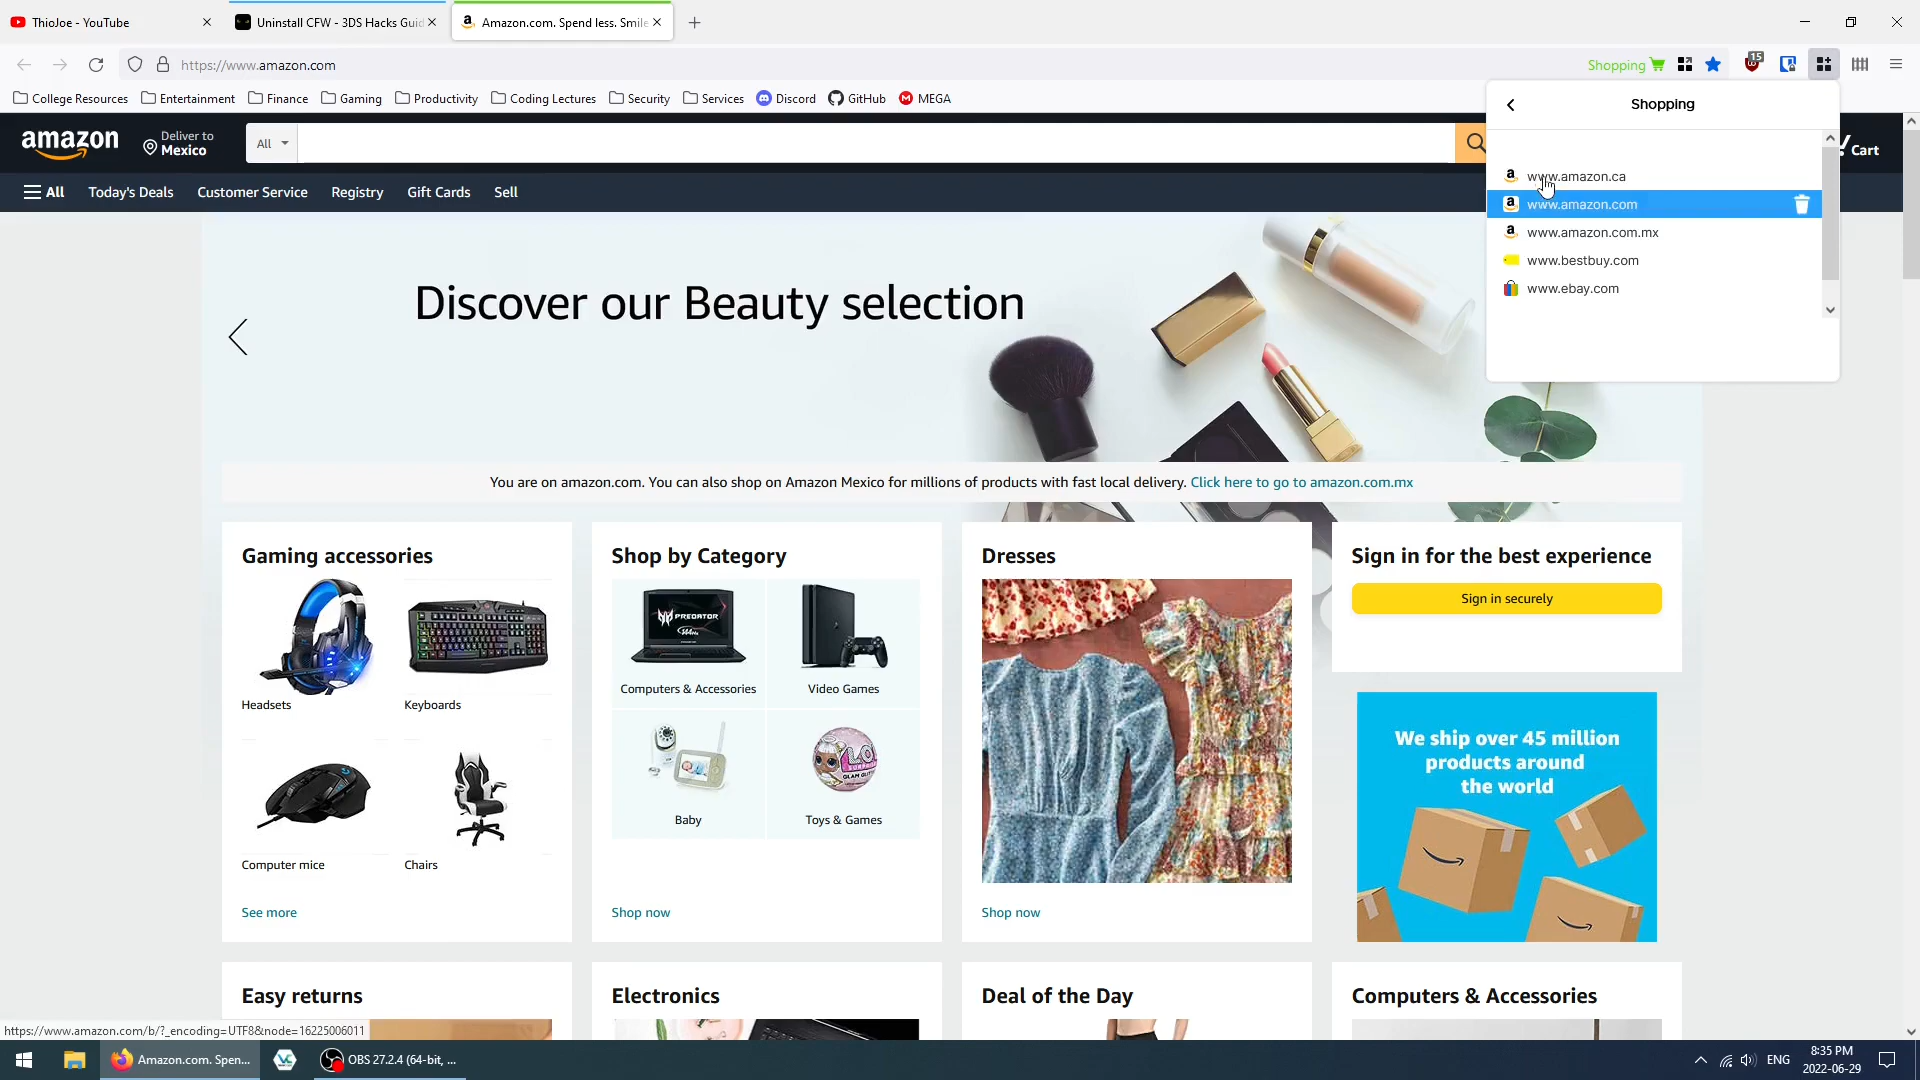 ThioJoe - YouTube
Uninstall CFW - 3DS Hacks Guid
Amazon.com. Spend less. Smile
https://www.amazon.com
Shopping
15
College Resources
Entertainment
Finance
Gaming
Productivity
Coding Lectures
Security
Services
Discord
GitHub
MEGA
Shopping
www.amazon.ca
www.amazon.com
www.amazon.com.mx
www.bestbuy.com
www.ebay.com
amazon
Deliver to
Mexico
All
Cart
All
Today's Deals
Customer Service
Registry
Gift Cards
Sell
Discover our Beauty selection
You are on amazon.com. You can also shop on Amazon Mexico for millions of products with fast local delivery. Click here to go to amazon.com.mx
Gaming accessories
Headsets
Keyboards
Computer mice
Chairs
See more
Shop by Category
PREDATOR
Computers & Accessories
Video Games
Baby
Toys & Games
Shop now
Dresses
Shop now
Sign in for the best experience
Sign in securely
We ship over 45 million
products around
the world
Easy returns
Electronics
Deal of the Day
Computers & Accessories
https://www.amazon.com/b/?_encoding=UTF8&node=16225006011
Amazon.com. Spen...
OBS 27.2.4 (64-bit, ...
ENG
8:35 PM
2022-06-29